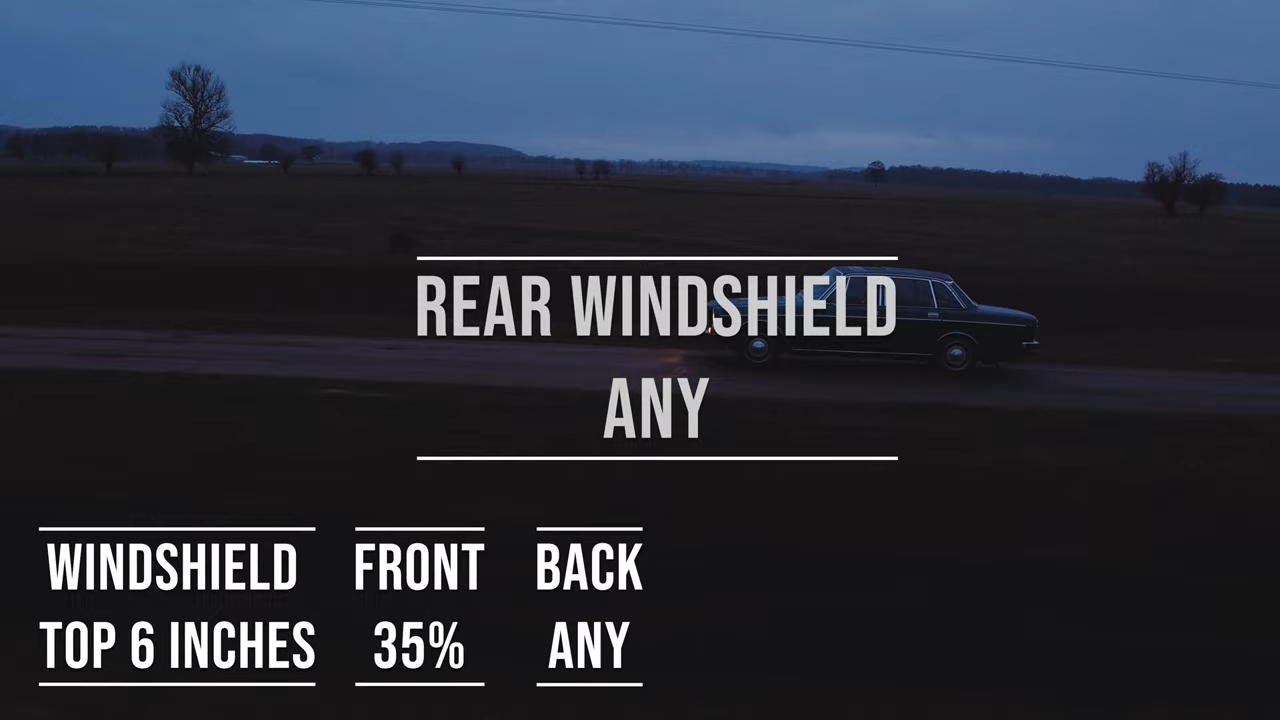 REAR WINDSHIELD
ANY
WINDSHIELD
TOP 6 INCHES
FRONT
35%
BACK
ANY